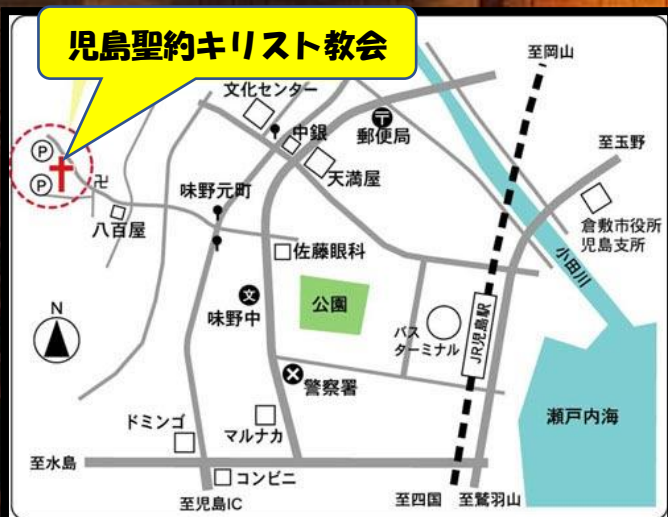 児島聖約キリスト教会
至岡山
文化センター
中銀
郵便局
至玉野
天満屋
P
P
卍
八百屋
味野元町
倉敷市役所
児島支所
佐藤眼科
小田川
N
文
味野中
公園
バス
ターミナル
JR児島駅
警察署
瀬戸内海
ドミンゴ
マルナカ
至水島
コンビニ
至児島IC
至四国
至鷲羽山